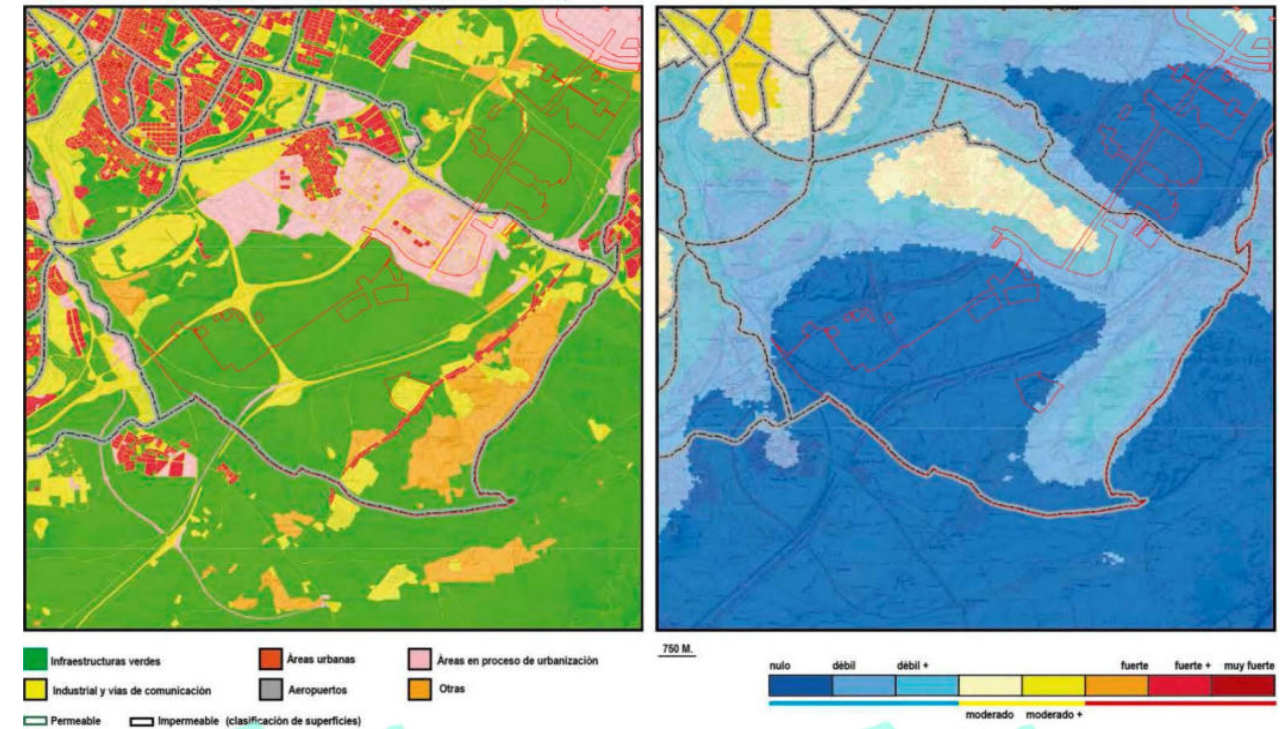 Infraestructuras verdes
Áreas urbanas
Áreas en proceso de urbanización
Industrial y vías de comunicación
Aeropuertos
Otras
Permeable
Impermeable (clasificación de superficies)
750 M.
nulo débil débil + fuerte fuerte + muy fuerte
moderado moderado +